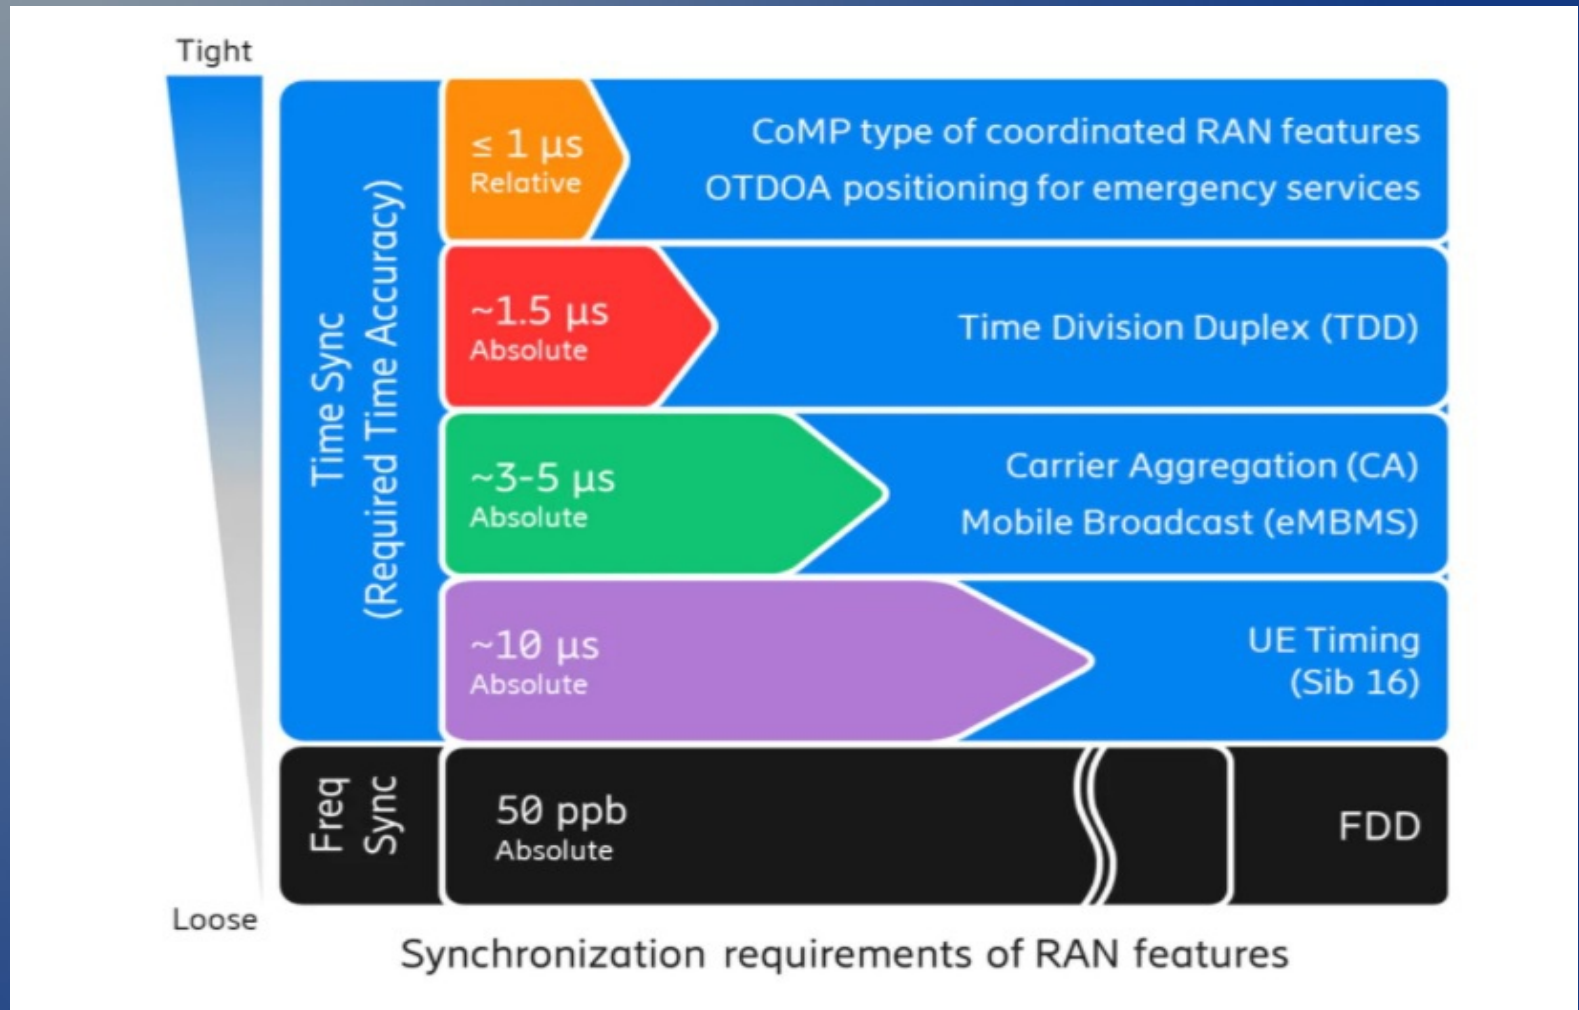 Tight
Time Sync
(Required Time Accuracy)
≤ 1 µs
Relative
CoMP type of coordinated RAN features
OTDOA positioning for emergency services
~1.5 µs
Absolute
Time Division Duplex (TDD)
~3-5 µs
Absolute
Carrier Aggregation (CA)
Mobile Broadcast (eMBMS)
~10 µs
Absolute
UE Timing
(Sib 16)
Freq
Sync
50 ppb
Absolute
FDD
Loose
Synchronization requirements of RAN features